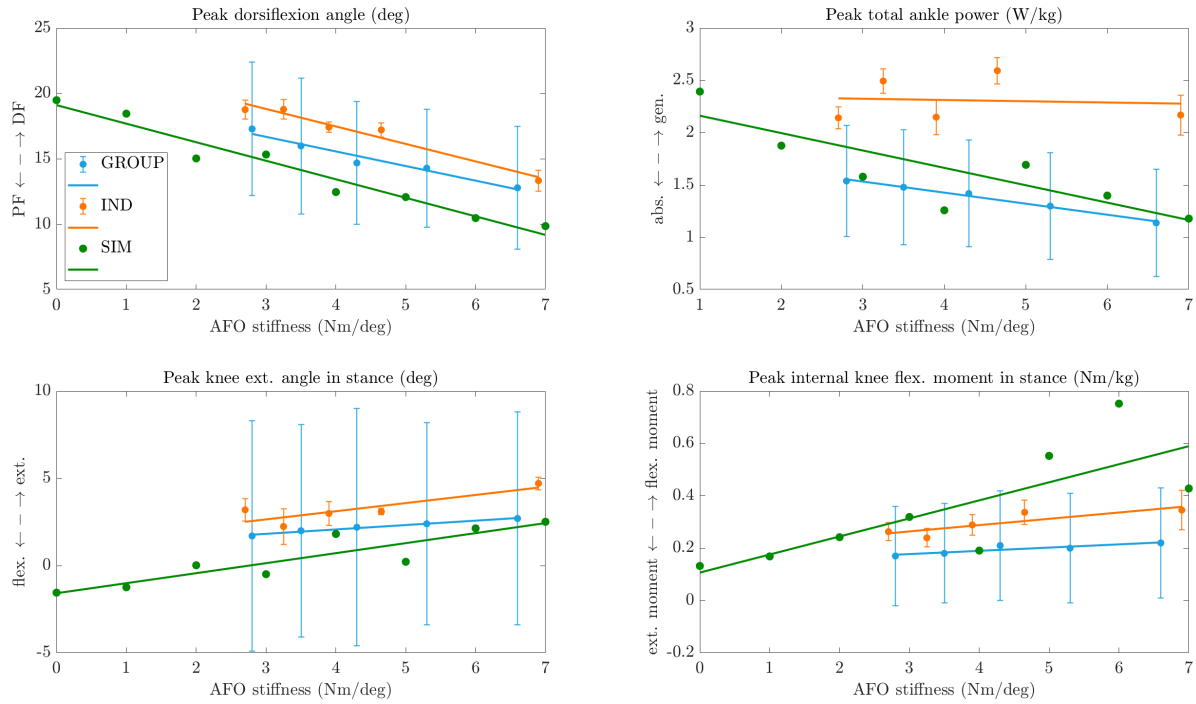 Peak dorsiflexion angle (deg)
25
20
15
10
5
PF ← – – → DF
GROUP
IND
SIM
0 1 2 3 4 5 6 7
AFO stiffness (Nm/deg)
Peak total ankle power (W/kg)
3
2.5
2
1.5
1
0.5
abs. ← – – → gen.
1 2 3 4 5 6 7
AFO stiffness (Nm/deg)
Peak knee ext. angle in stance (deg)
10
5
0
-5
flex. ← – – → ext.
0 1 2 3 4 5 6 7
AFO stiffness (Nm/deg)
Peak internal knee flex. moment in stance (Nm/kg)
0.8
0.6
0.4
0.2
0
-0.2
ext. moment ← – – → flex. moment
0 1 2 3 4 5 6 7
AFO stiffness (Nm/deg)